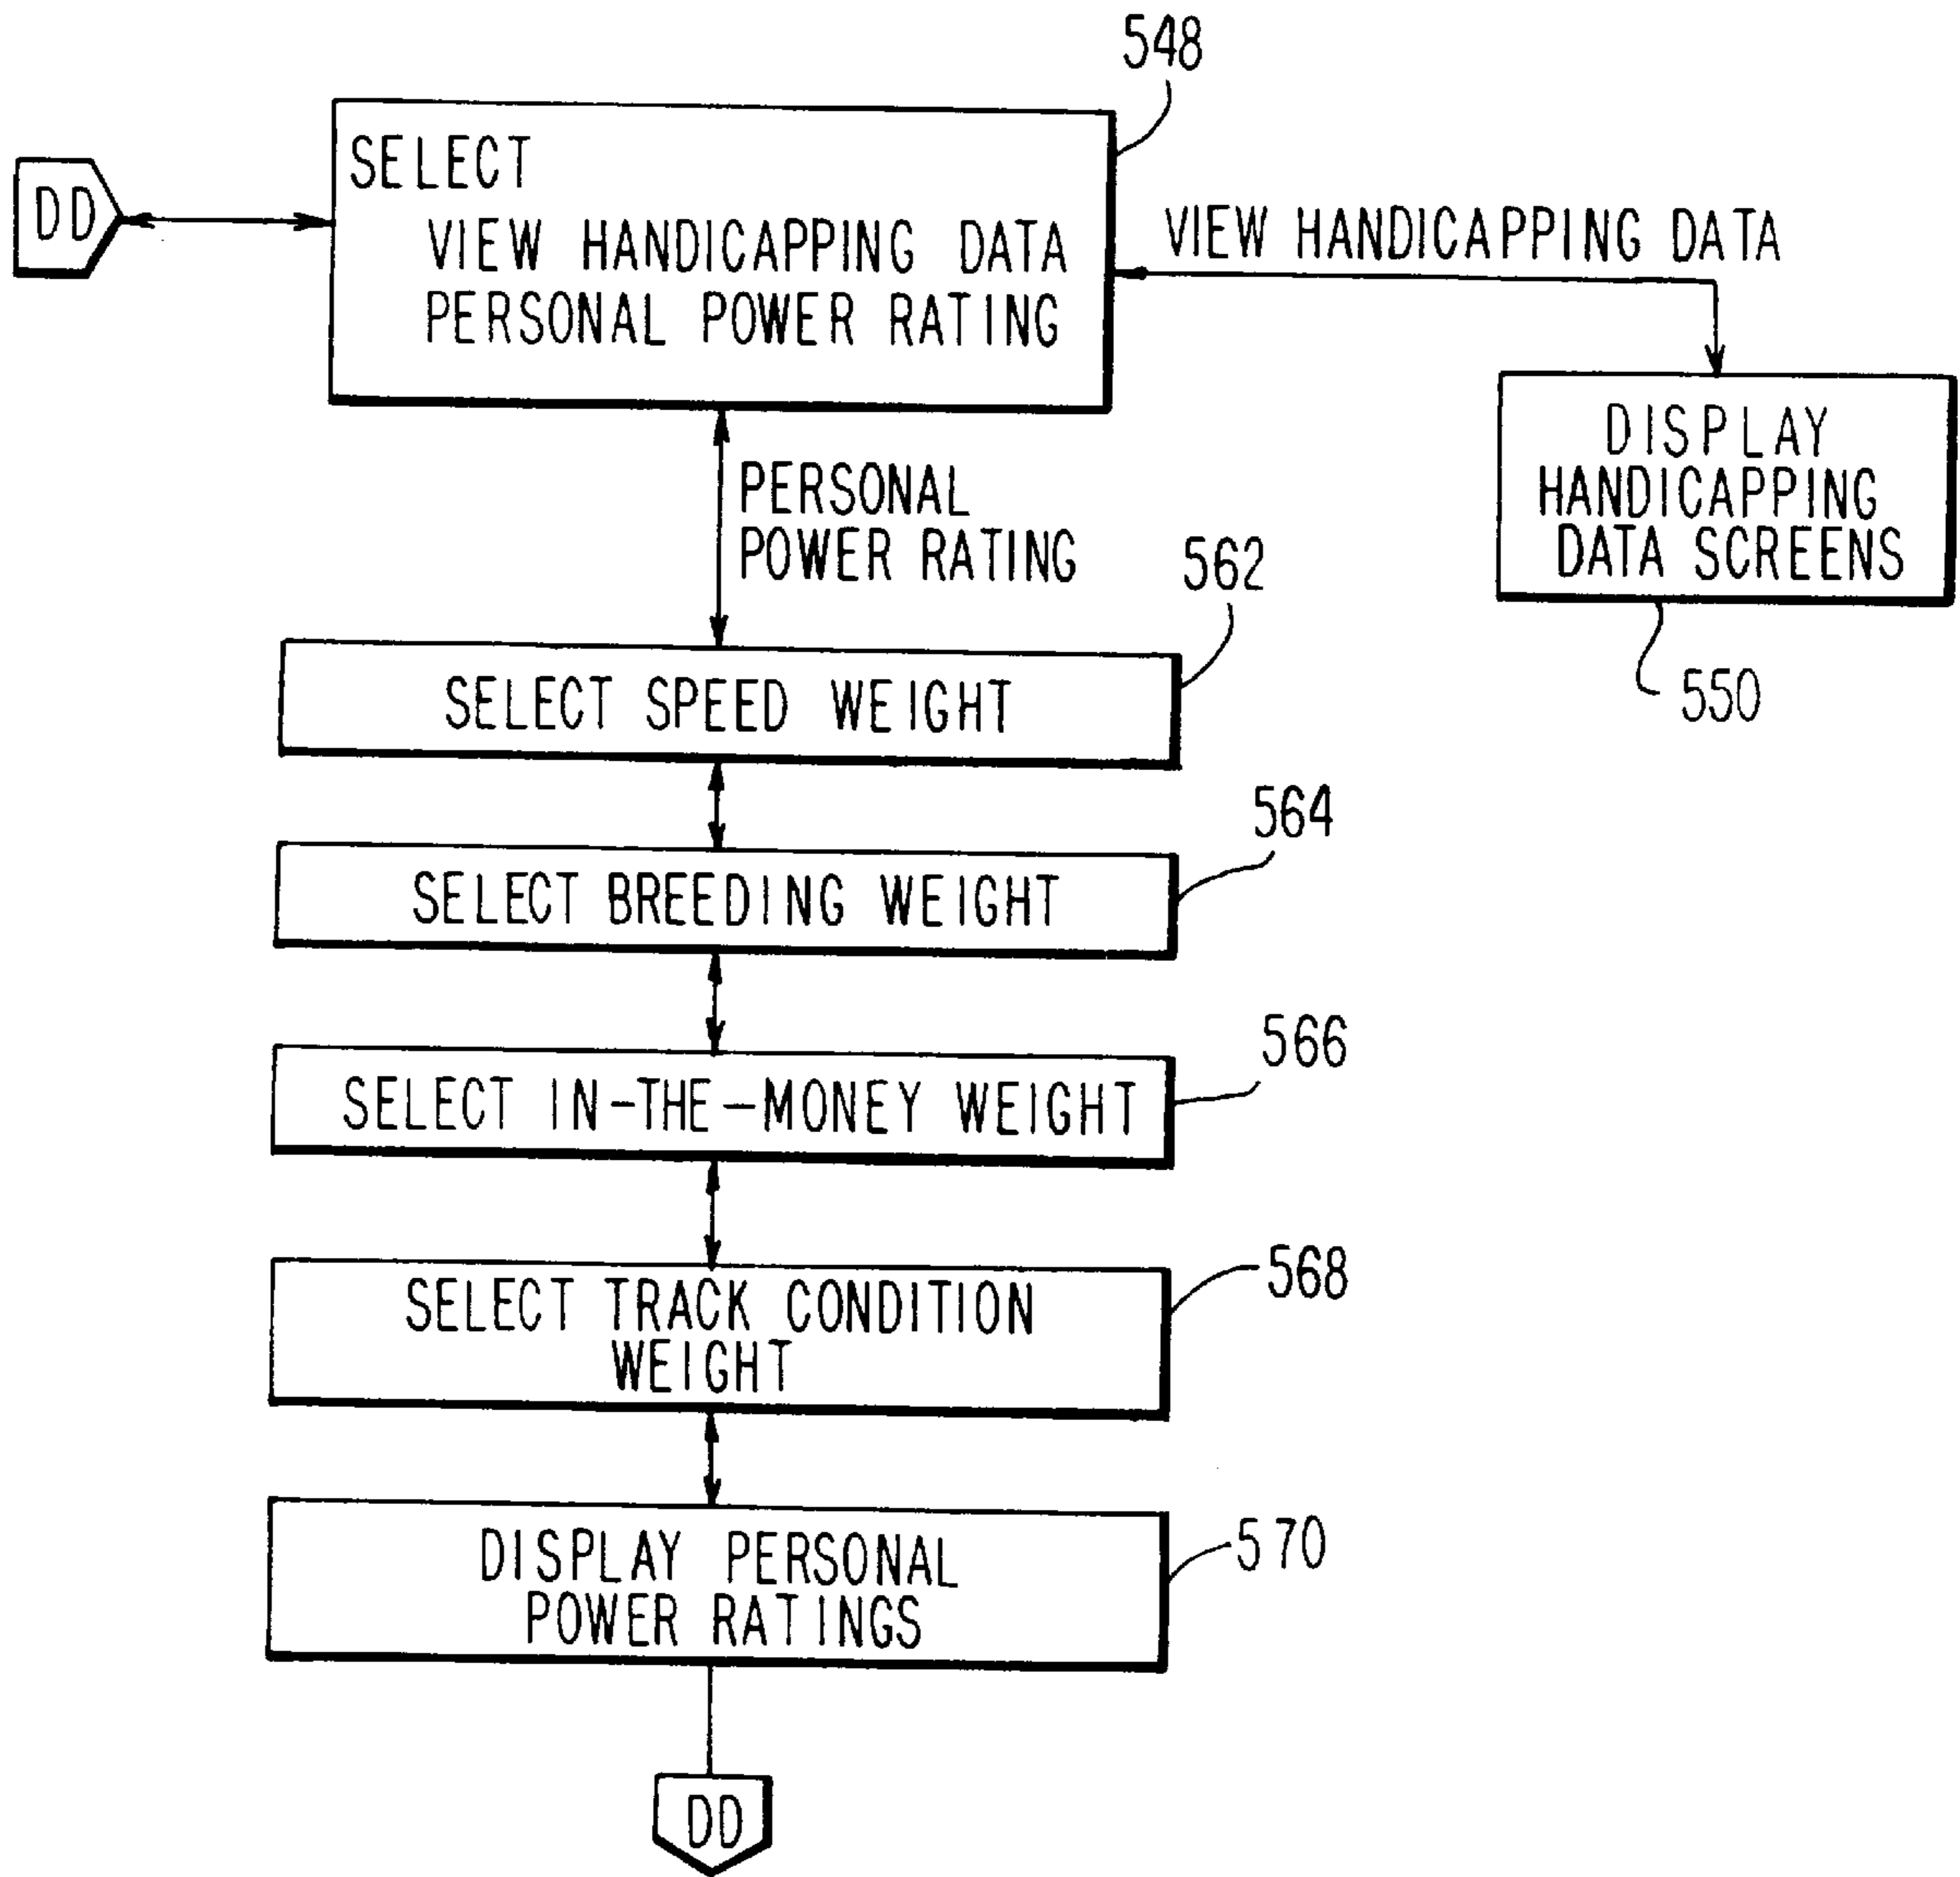 548
SELECT
VIEW HANDICAPPING DATA
PERSONAL POWER RATING
DD
VIEW HANDICAPPING DATA
DISPLAY
HANDICAPPING
DATA SCREENS
550
PERSONAL
POWER RATING
562
SELECT SPEED WEIGHT
564
SELECT BREEDING WEIGHT
566
SELECT IN-THE-MONEY WEIGHT
568
SELECT TRACK CONDITION
WEIGHT
570
DISPLAY PERSONAL
POWER RATINGS
DD